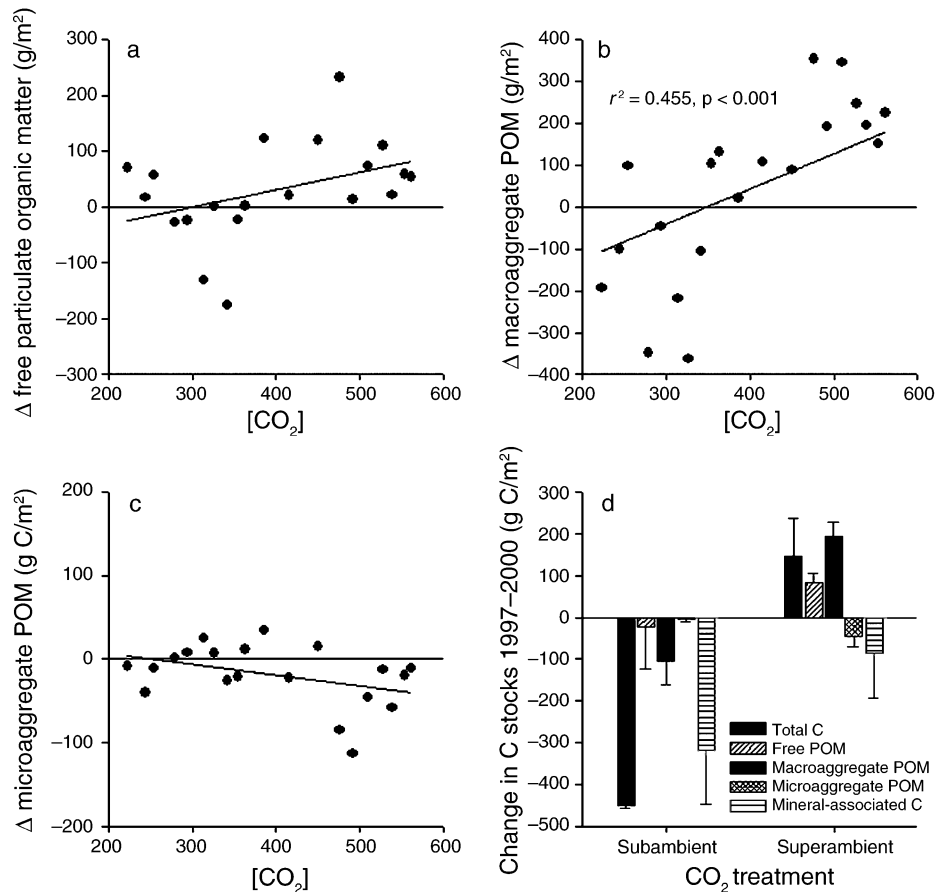 a
Δ free particulate organic matter (g/m²)
300
200
100
0
−100
−200
−300
200
300
400
500
600
[CO₂]
b
r² = 0.455, p < 0.001
Δ macroaggregate POM (g/m²)
400
300
200
100
0
−100
−200
−300
−400
200
300
400
500
600
[CO₂]
c
Δ microaggregate POM (g C/m²)
200
100
0
−100
−200
200
300
400
500
600
[CO₂]
d
Change in C stocks 1997–2000 (g C/m²)
300
200
100
0
−100
−200
−300
−400
−500
Total C
Free POM
Macroaggregate POM
Microaggregate POM
Mineral-associated C
Subambient
Superambient
CO₂ treatment